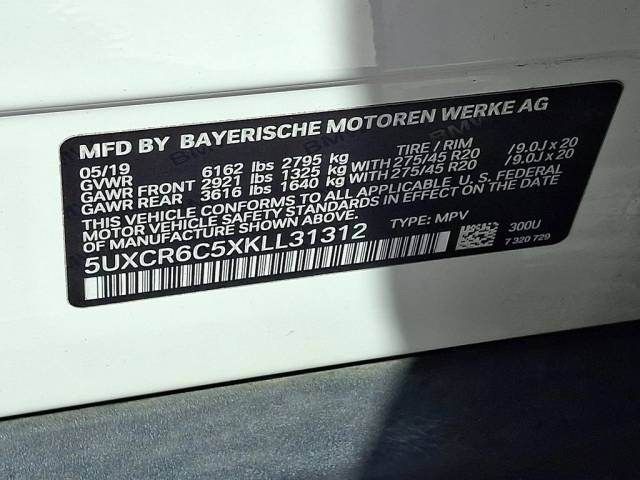 MFD BY BAYERISCHE MOTOREN WERKE AG
05/19 TIRE / RIM
GVWR 6162 lbs 2795 kg
GAWR FRONT 2921 lbs 1325 kg WITH 275/45 R20 /9.0J x 20
GAWR REAR 3616 lbs 1640 kg WITH 275/45 R20 /9.0J x 20
THIS VEHICLE CONFORMS TO ALL APPLICABLE U.S. FEDERAL
MOTOR VEHICLE SAFETY STANDARDS IN EFFECT ON THE DATE
OF MANUFACTURE SHOWN ABOVE.
5UXCR6C5XKLL31312 TYPE: MPV 300U
7 320 729